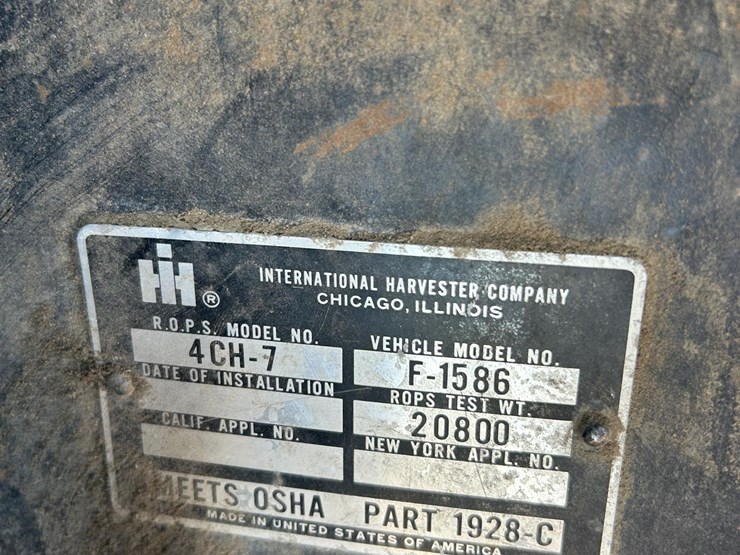 IH ®
INTERNATIONAL HARVESTER COMPANY
CHICAGO, ILLINOIS
R.O.P.S. MODEL NO.
4CH-7
VEHICLE MODEL NO.
F-1586
DATE OF INSTALLATION
ROPS TEST WT.
20800
CALIF. APPL. NO.
NEW YORK APPL. NO.
MEETS OSHA PART 1928-C
MADE IN UNITED STATES OF AMERICA